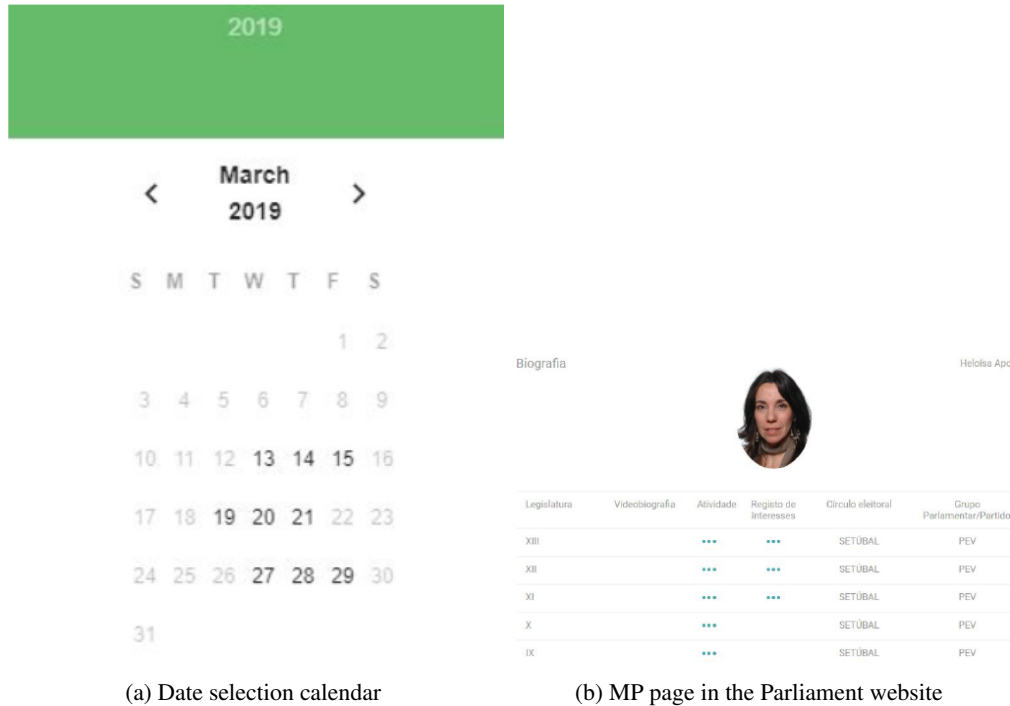 2019
March
2019
S M T W T F S
1 2
3 4 5 6 7 8 9
10 11 12 13 14 15 16
17 18 19 20 21 22 23
24 25 26 27 28 29 30
31
(a) Date selection calendar
Biografia
Heloísa Apo
Legislatura Videobiografia Atividade Registo de Interesses Círculo eleitoral Grupo Parlamentar/Partido
XIII SETÚBAL PEV
XII SETÚBAL PEV
XI SETÚBAL PEV
X SETÚBAL PEV
IX SETÚBAL PEV
(b) MP page in the Parliament website